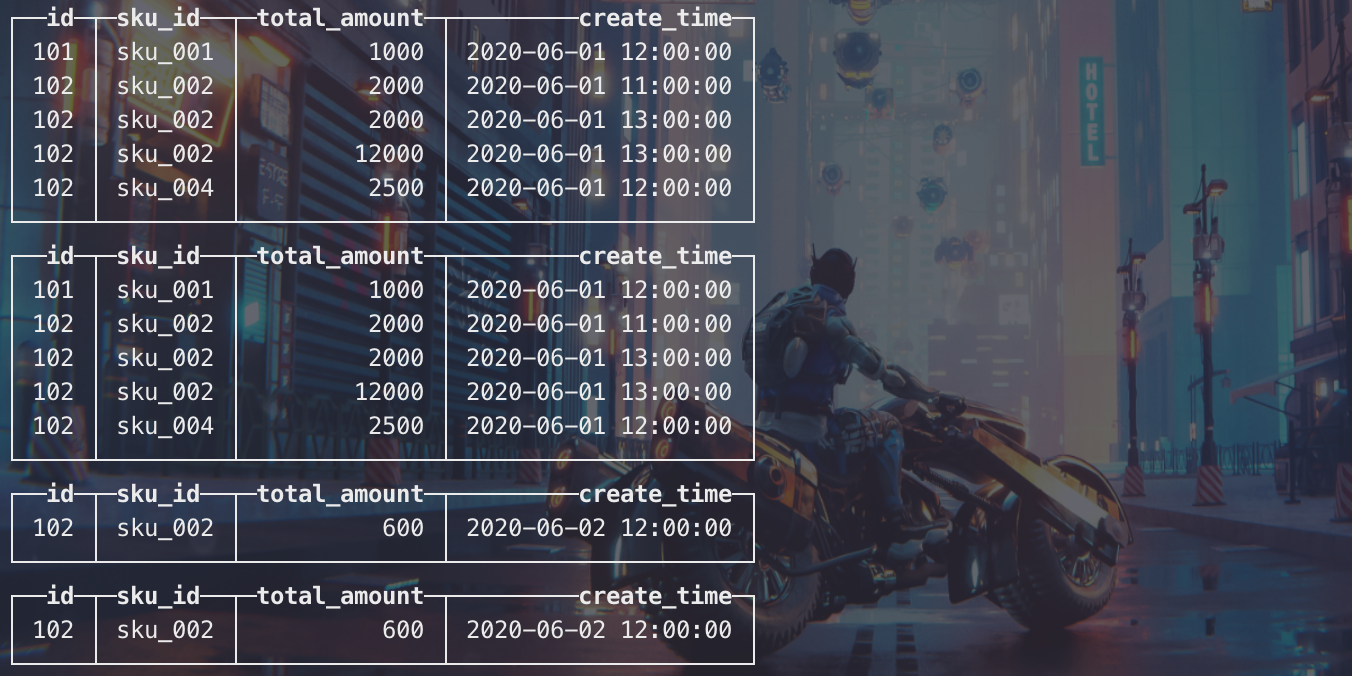 id sku_id total_amount create_time
101 sku_001 1000 2020-06-01 12:00:00
102 sku_002 2000 2020-06-01 11:00:00
102 sku_002 2000 2020-06-01 13:00:00
102 sku_002 12000 2020-06-01 13:00:00
102 sku_004 2500 2020-06-01 12:00:00
id sku_id total_amount create_time
101 sku_001 1000 2020-06-01 12:00:00
102 sku_002 2000 2020-06-01 11:00:00
102 sku_002 2000 2020-06-01 13:00:00
102 sku_002 12000 2020-06-01 13:00:00
102 sku_004 2500 2020-06-01 12:00:00
id sku_id total_amount create_time
102 sku_002 600 2020-06-02 12:00:00
id sku_id total_amount create_time
102 sku_002 600 2020-06-02 12:00:00
HOTEL